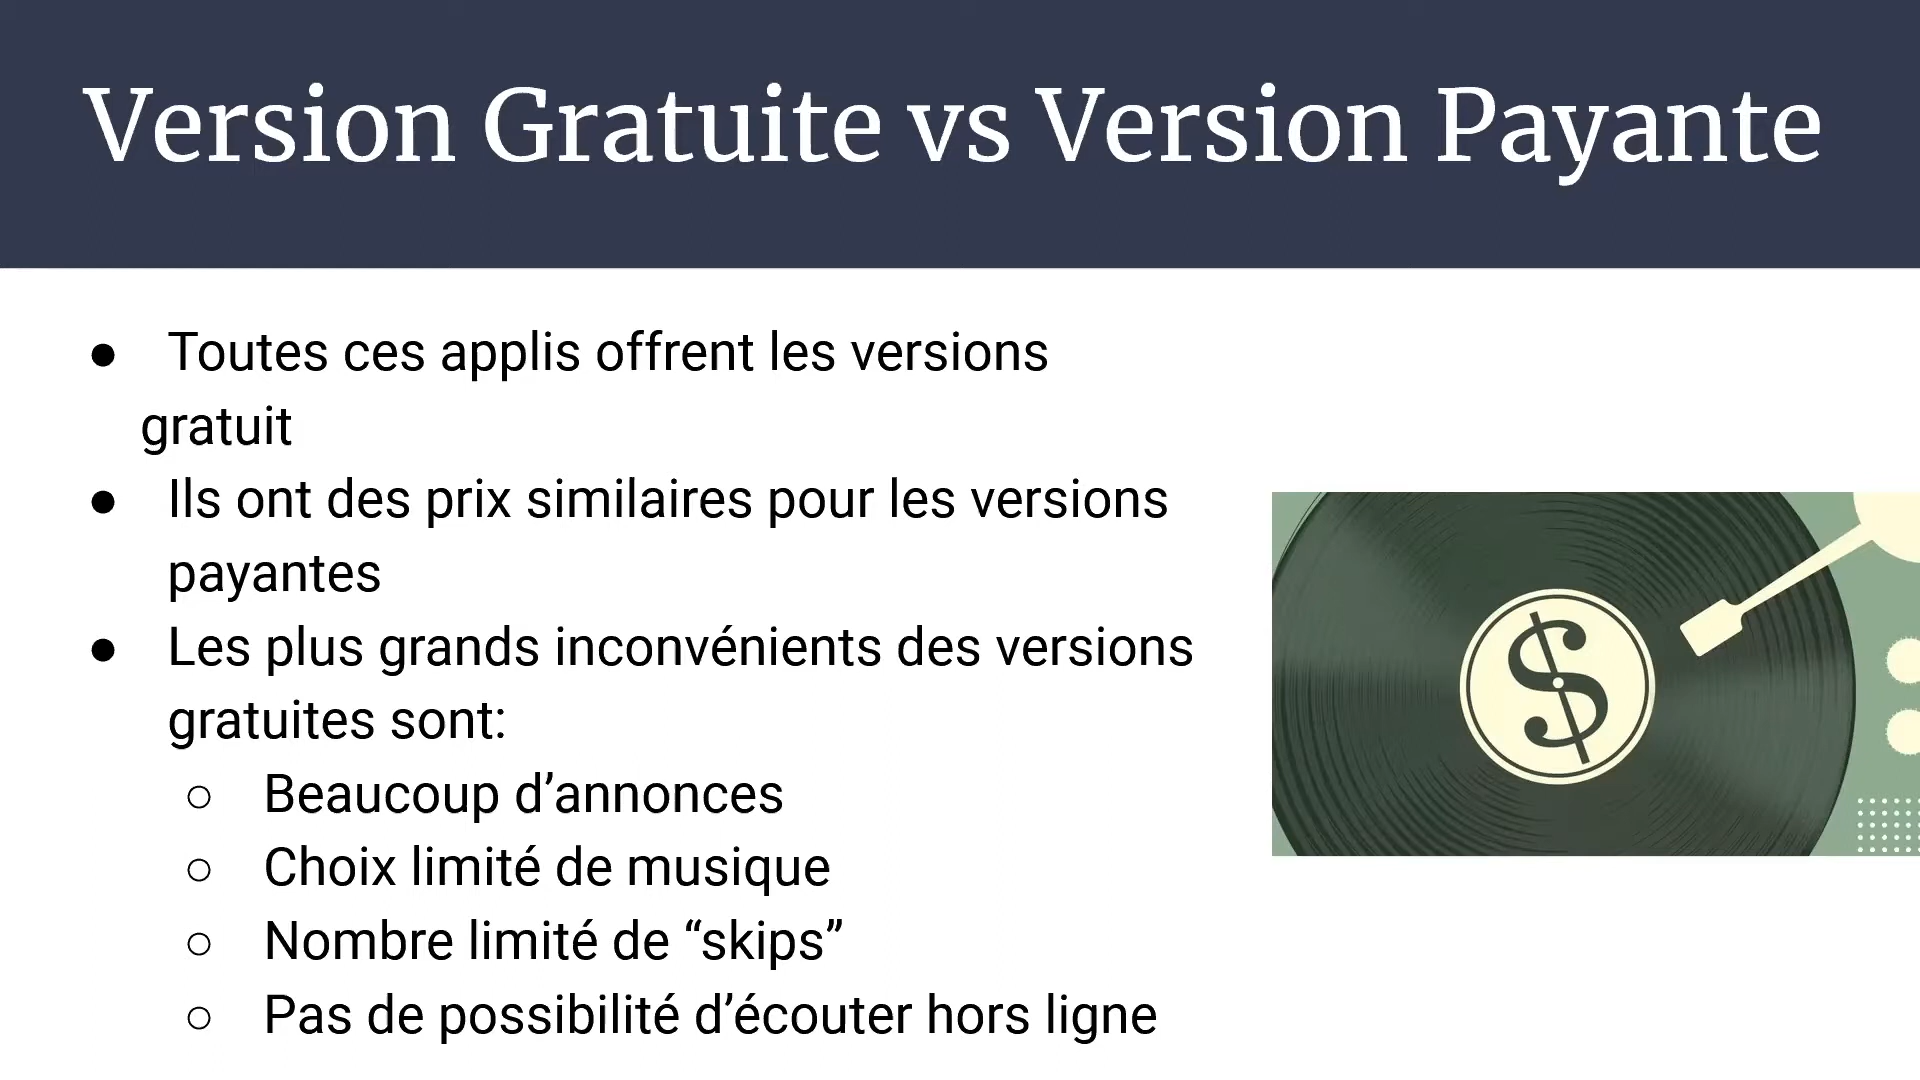 Version Gratuite vs Version Payante
● Toutes ces applis offrent les versions
gratuit
● Ils ont des prix similaires pour les versions
payantes
● Les plus grands inconvénients des versions
gratuites sont:
○ Beaucoup d’annonces
○ Choix limité de musique
○ Nombre limité de “skips”
○ Pas de possibilité d’écouter hors ligne
$